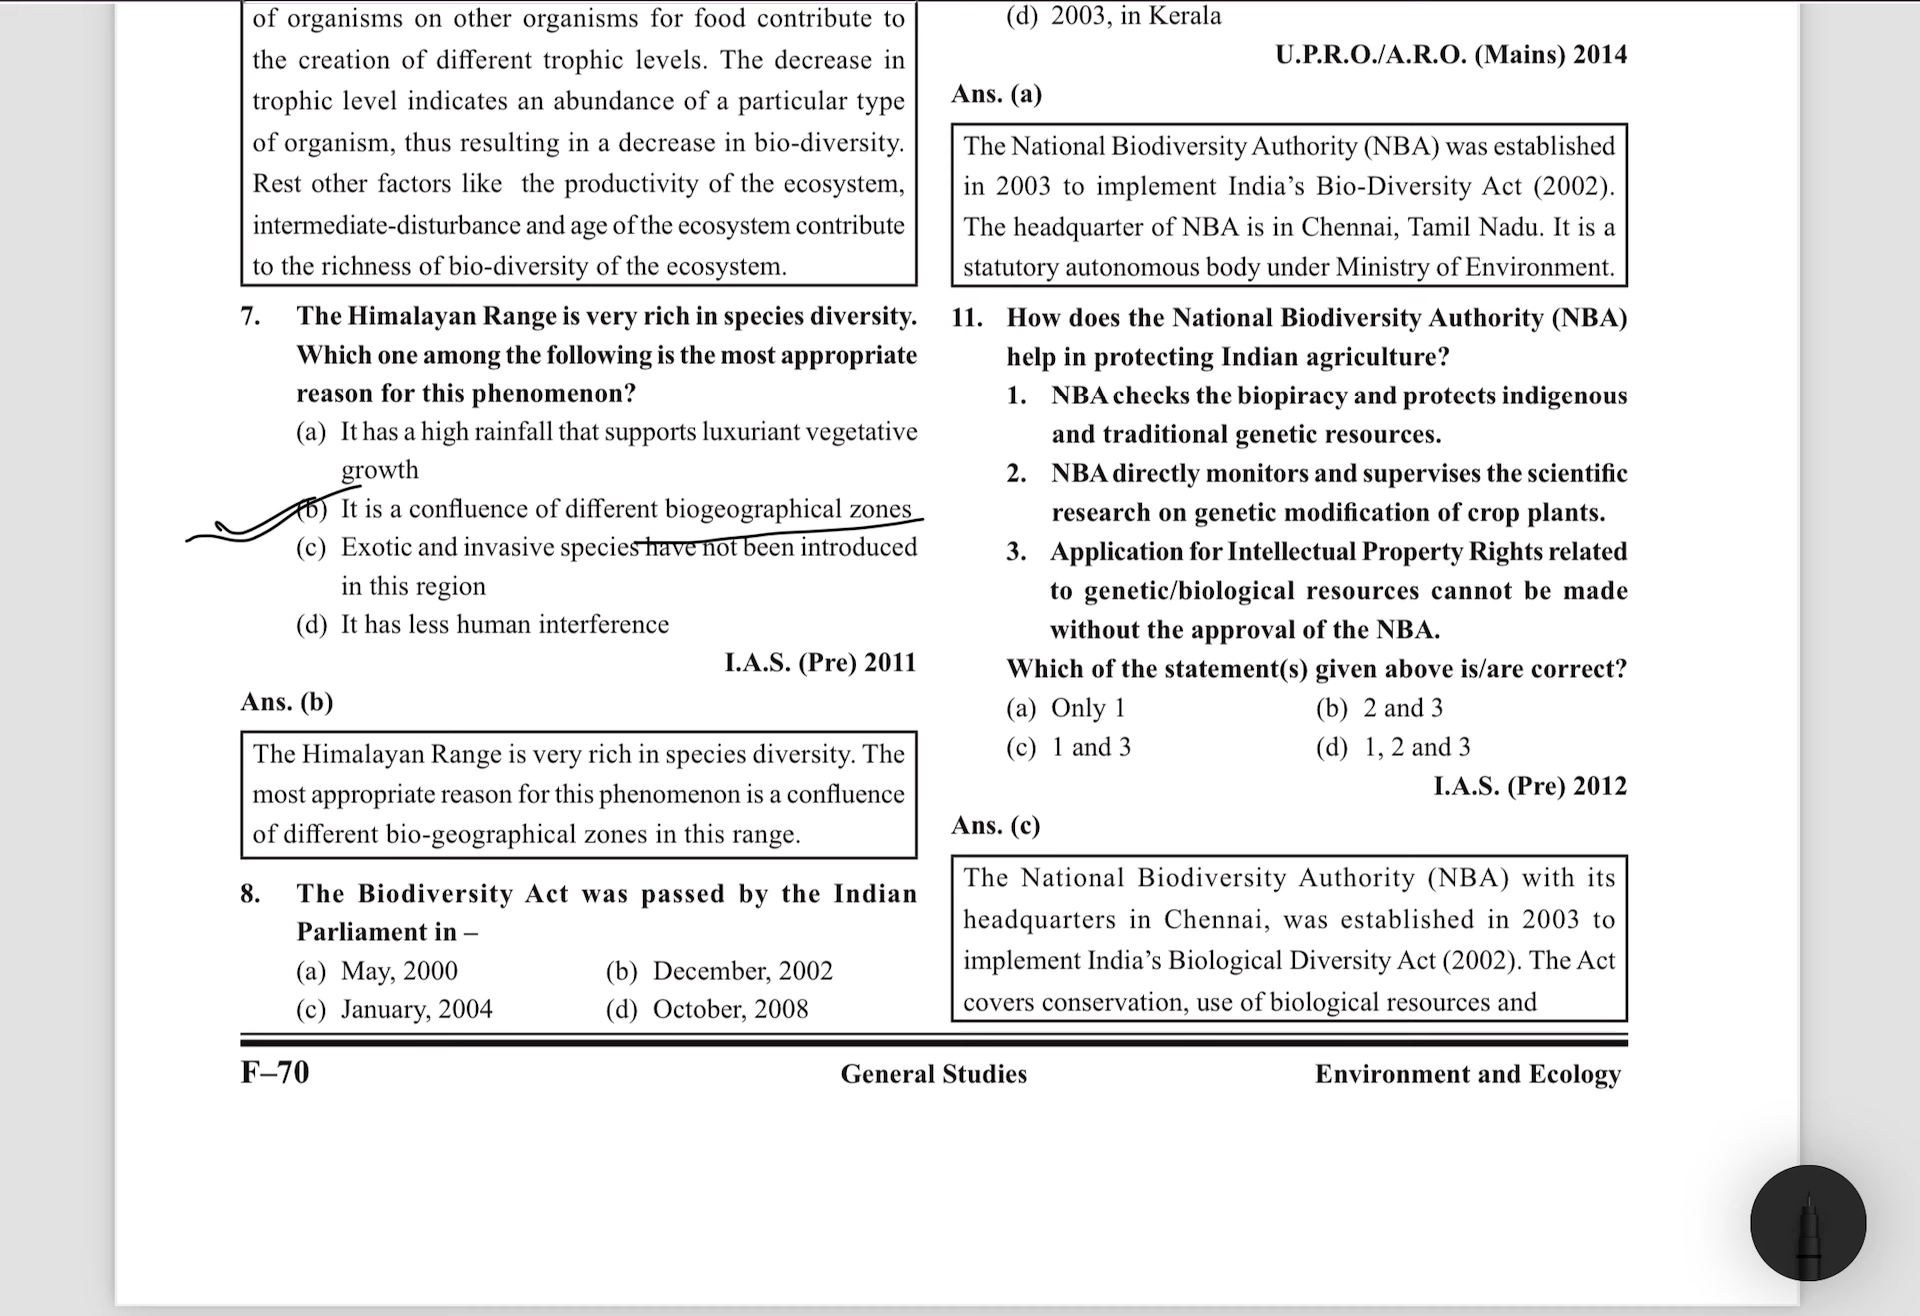 of organisms on other organisms for food contribute to
the creation of different trophic levels. The decrease in
trophic level indicates an abundance of a particular type
of organism, thus resulting in a decrease in bio-diversity.
Rest other factors like the productivity of the ecosystem,
intermediate-disturbance and age of the ecosystem contribute
to the richness of bio-diversity of the ecosystem.
7. The Himalayan Range is very rich in species diversity.
Which one among the following is the most appropriate
reason for this phenomenon?
(a) It has a high rainfall that supports luxuriant vegetative
growth
(b) It is a confluence of different biogeographical zones
(c) Exotic and invasive species have not been introduced
in this region
(d) It has less human interference
I.A.S. (Pre) 2011
Ans. (b)
The Himalayan Range is very rich in species diversity. The
most appropriate reason for this phenomenon is a confluence
of different bio-geographical zones in this range.
8. The Biodiversity Act was passed by the Indian
Parliament in –
(a) May, 2000 (b) December, 2002
(c) January, 2004 (d) October, 2008
(d) 2003, in Kerala
U.P.R.O./A.R.O. (Mains) 2014
Ans. (a)
The National Biodiversity Authority (NBA) was established
in 2003 to implement India’s Bio-Diversity Act (2002).
The headquarter of NBA is in Chennai, Tamil Nadu. It is a
statutory autonomous body under Ministry of Environment.
11. How does the National Biodiversity Authority (NBA)
help in protecting Indian agriculture?
1. NBA checks the biopiracy and protects indigenous
and traditional genetic resources.
2. NBA directly monitors and supervises the scientific
research on genetic modification of crop plants.
3. Application for Intellectual Property Rights related
to genetic/biological resources cannot be made
without the approval of the NBA.
Which of the statement(s) given above is/are correct?
(a) Only 1 (b) 2 and 3
(c) 1 and 3 (d) 1, 2 and 3
I.A.S. (Pre) 2012
Ans. (c)
The National Biodiversity Authority (NBA) with its
headquarters in Chennai, was established in 2003 to
implement India’s Biological Diversity Act (2002). The Act
covers conservation, use of biological resources and
F–70 General Studies Environment and Ecology